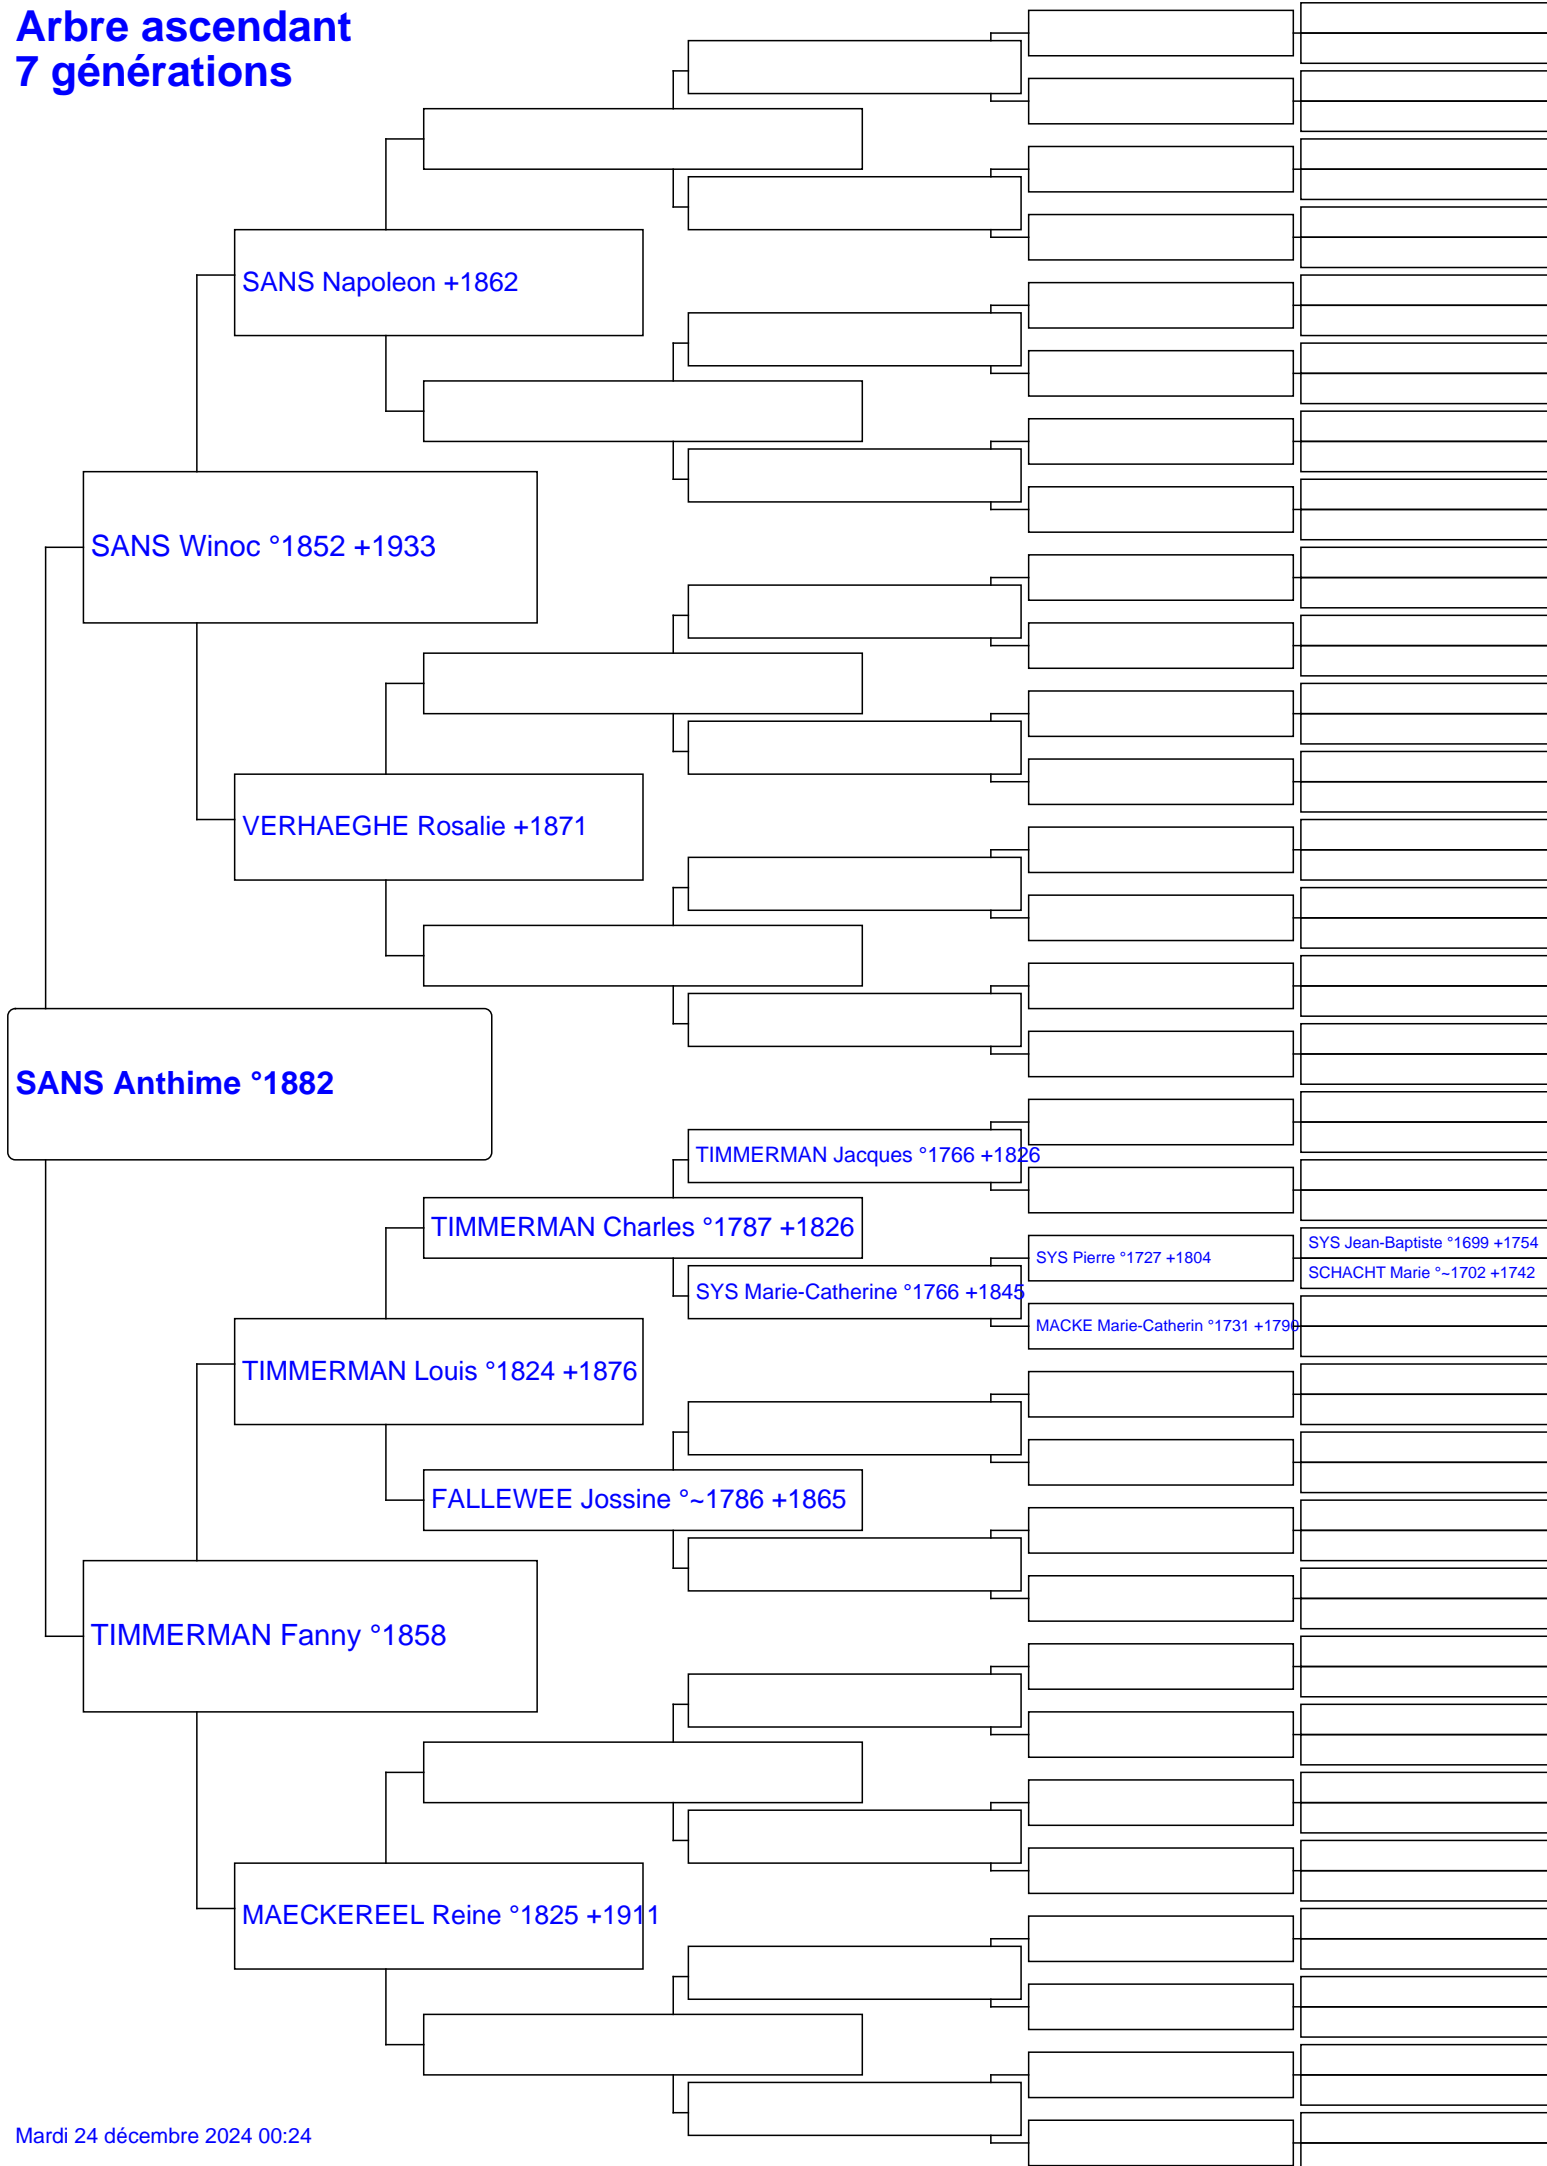 Arbre ascendant
7 générations
SANS Napoleon +1862
SANS Winoc °1852 +1933
VERHAEGHE Rosalie +1871
SANS Anthime °1882
TIMMERMAN Jacques °1766 +1826
TIMMERMAN Charles °1787 +1826
SYS Jean-Baptiste °1699 +1754
SYS Pierre °1727 +1804
SCHACHT Marie °~1702 +1742
SYS Marie-Catherine °1766 +1845
MACKE Marie-Catherin °1731 +1790
TIMMERMAN Louis °1824 +1876
FALLEWEE Jossine °~1786 +1865
TIMMERMAN Fanny °1858
MAECKEREEL Reine °1825 +1911
Mardi 24 décembre 2024 00:24